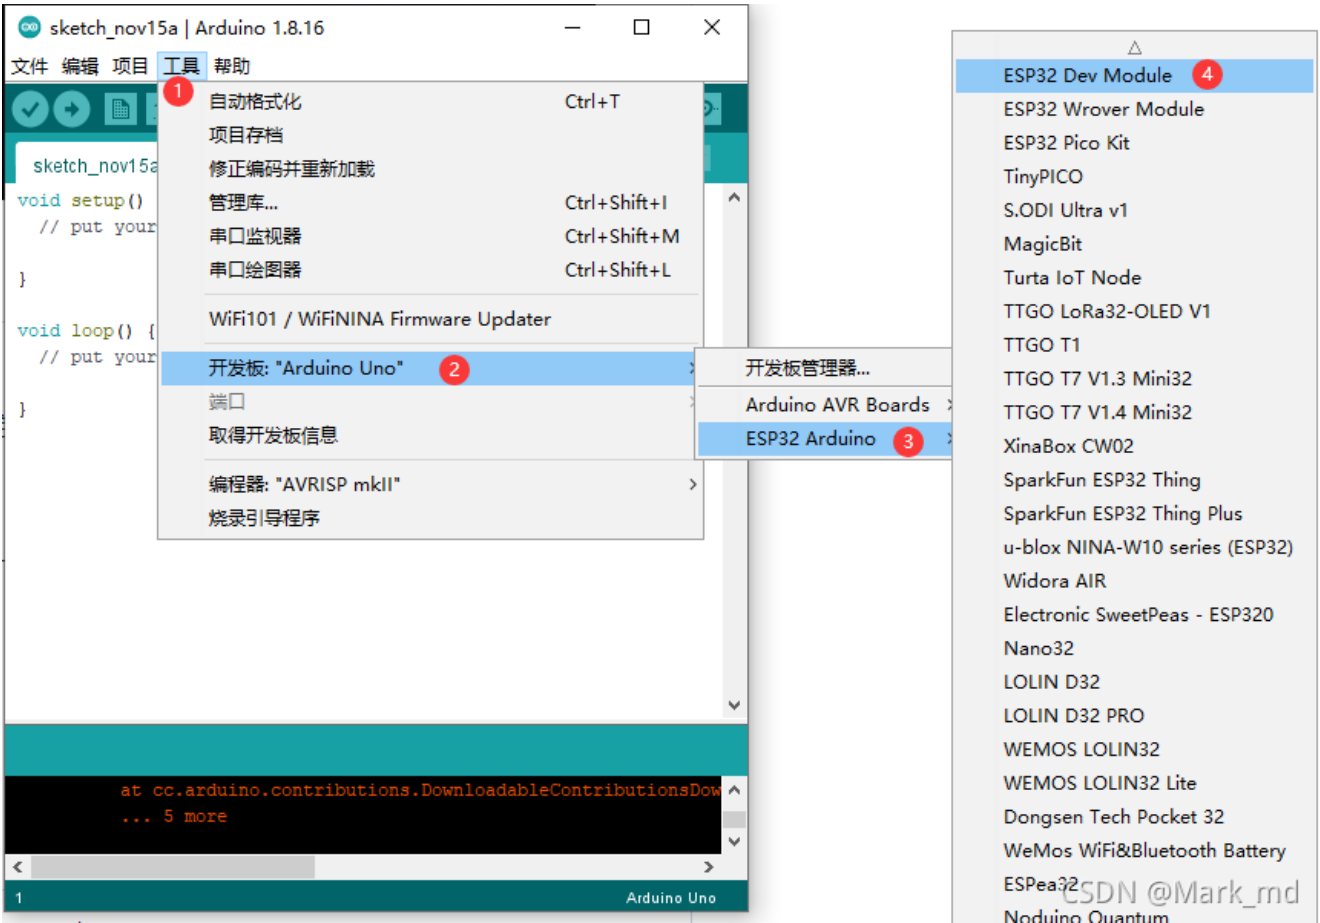 sketch_nov15a | Arduino 1.8.16
文件 编辑 项目 工具 帮助
1
sketch_nov15a
void setup()
// put your
}
void loop() {
// put your
}
自动格式化 Ctrl+T
项目存档
修正编码并重新加载
管理库... Ctrl+Shift+I
串口监视器 Ctrl+Shift+M
串口绘图器 Ctrl+Shift+L
WiFi101 / WiFiNINA Firmware Updater
开发板: "Arduino Uno" 2
端口
取得开发板信息
编程器: "AVRISP mkII"
烧录引导程序
开发板管理器...
Arduino AVR Boards
ESP32 Arduino 3
ESP32 Dev Module 4
ESP32 Wrover Module
ESP32 Pico Kit
TinyPICO
S.ODI Ultra v1
MagicBit
Turta IoT Node
TTGO LoRa32-OLED V1
TTGO T1
TTGO T7 V1.3 Mini32
TTGO T7 V1.4 Mini32
XinaBox CW02
SparkFun ESP32 Thing
SparkFun ESP32 Thing Plus
u-blox NINA-W10 series (ESP32)
Widora AIR
Electronic SweetPeas - ESP320
Nano32
LOLIN D32
LOLIN D32 PRO
WEMOS LOLIN32
WEMOS LOLIN32 Lite
Dongsen Tech Pocket 32
WeMos WiFi&Bluetooth Battery
ESPea32
Noduino Quantum
at cc.arduino.contributions.DownloadableContributionsDow
... 5 more
1 Arduino Uno
CSDN @Mark_md